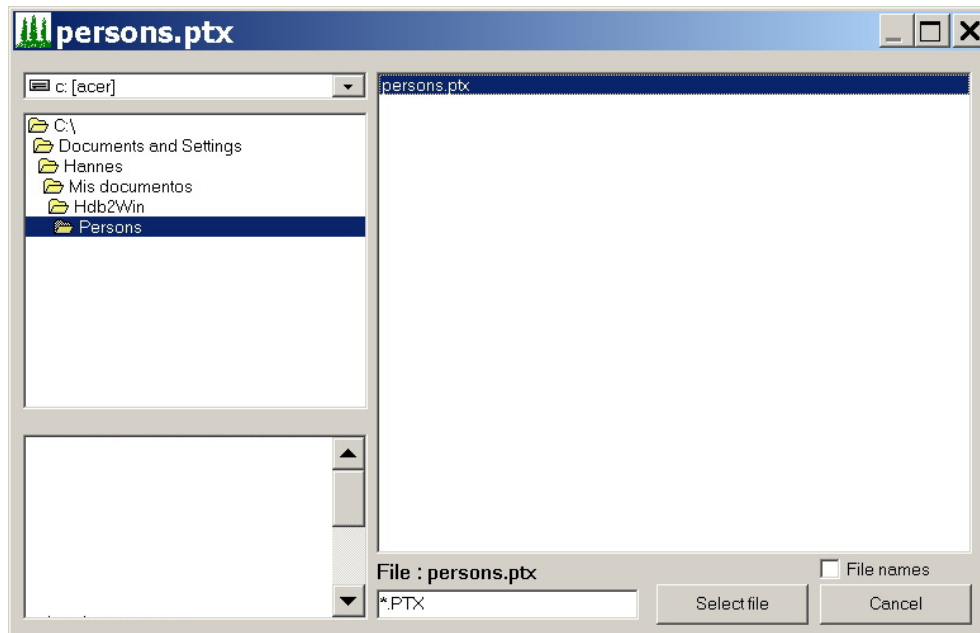 persons.ptx
c: [acer]
persons.ptx
C:\
Documents and Settings
Hannes
Mis documentos
Hdb2Win
Persons
File : persons.ptx
File names
*.PTX
Select file
Cancel